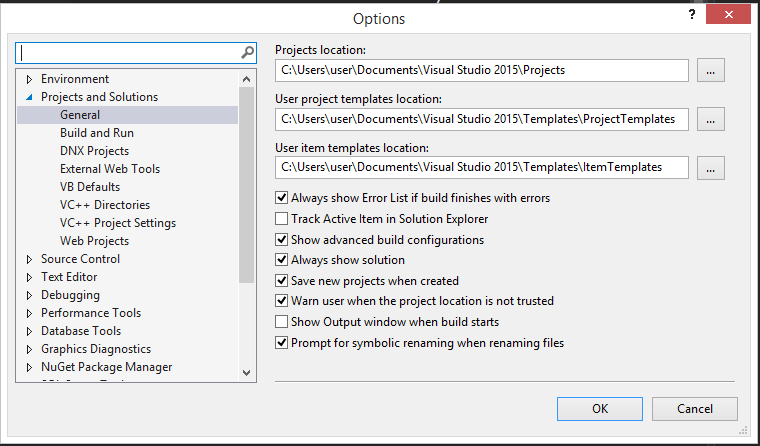 Options
?
Environment
Projects and Solutions
General
Build and Run
DNX Projects
External Web Tools
VB Defaults
VC++ Directories
VC++ Project Settings
Web Projects
Source Control
Text Editor
Debugging
Performance Tools
Database Tools
Graphics Diagnostics
NuGet Package Manager
Projects location:
C:\Users\user\Documents\Visual Studio 2015\Projects
...
User project templates location:
C:\Users\user\Documents\Visual Studio 2015\Templates\ProjectTemplates
...
User item templates location:
C:\Users\user\Documents\Visual Studio 2015\Templates\ItemTemplates
...
Always show Error List if build finishes with errors
Track Active Item in Solution Explorer
Show advanced build configurations
Always show solution
Save new projects when created
Warn user when the project location is not trusted
Show Output window when build starts
Prompt for symbolic renaming when renaming files
OK
Cancel